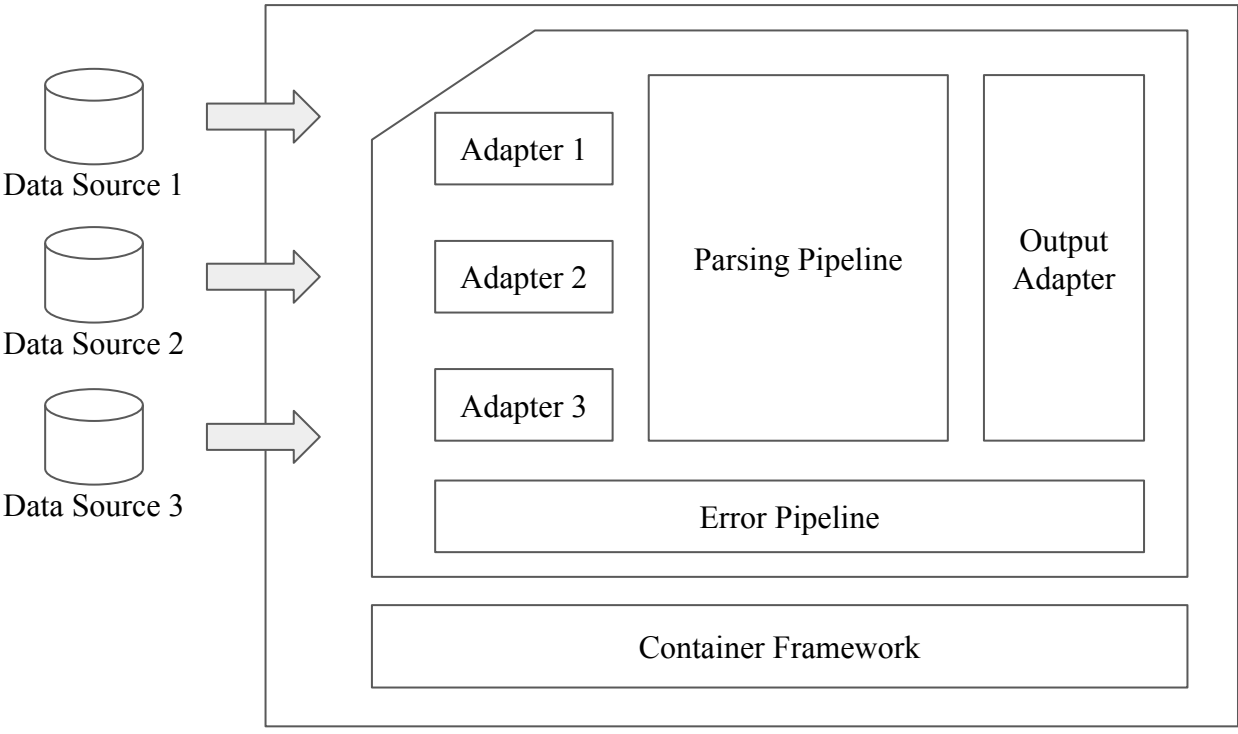 Data Source 1
Data Source 2
Data Source 3
Adapter 1
Adapter 2
Adapter 3
Parsing Pipeline
Output
Adapter
Error Pipeline
Container Framework